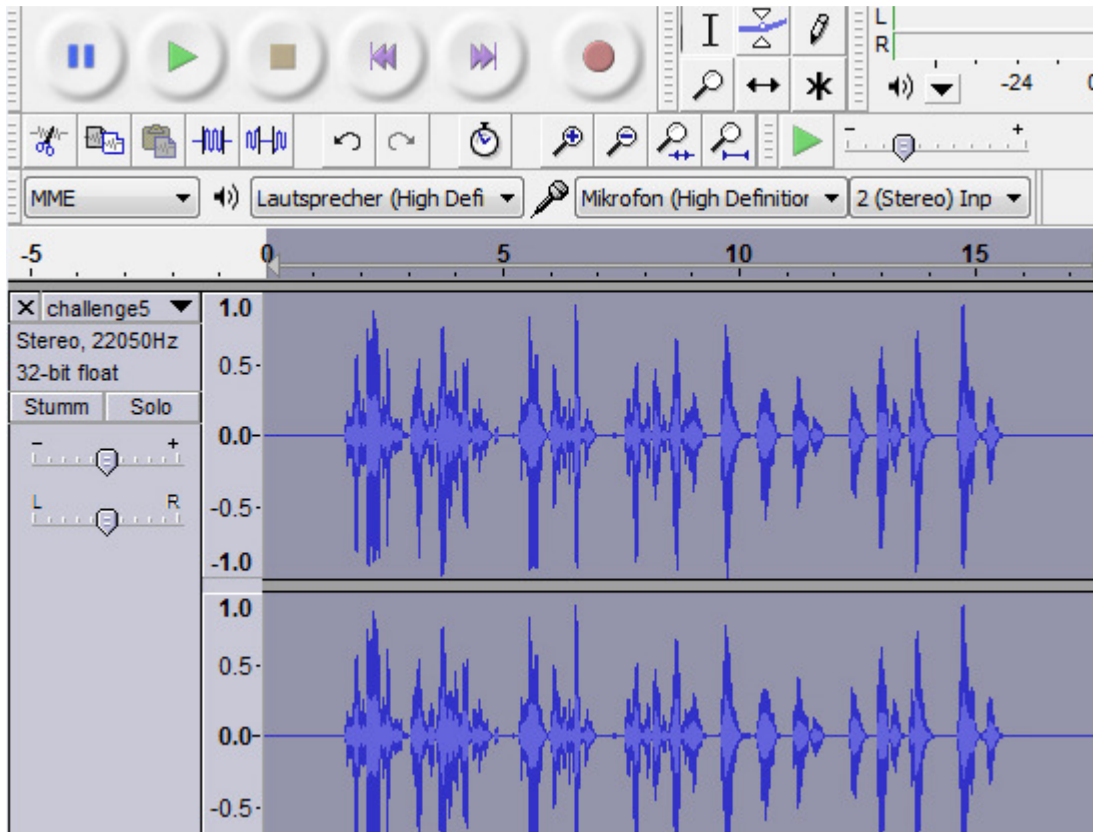 L
R
-24 0
- +
MME Lautsprecher (High Defi Mikrofon (High Definitior 2 (Stereo) Inp
-5 0 5 10 15
X challenge5 1.0
Stereo, 22050Hz
32-bit float 0.5-
Stumm Solo
- + 0.0-
L R -0.5-
-1.0
1.0
0.5-
0.0-
-0.5-